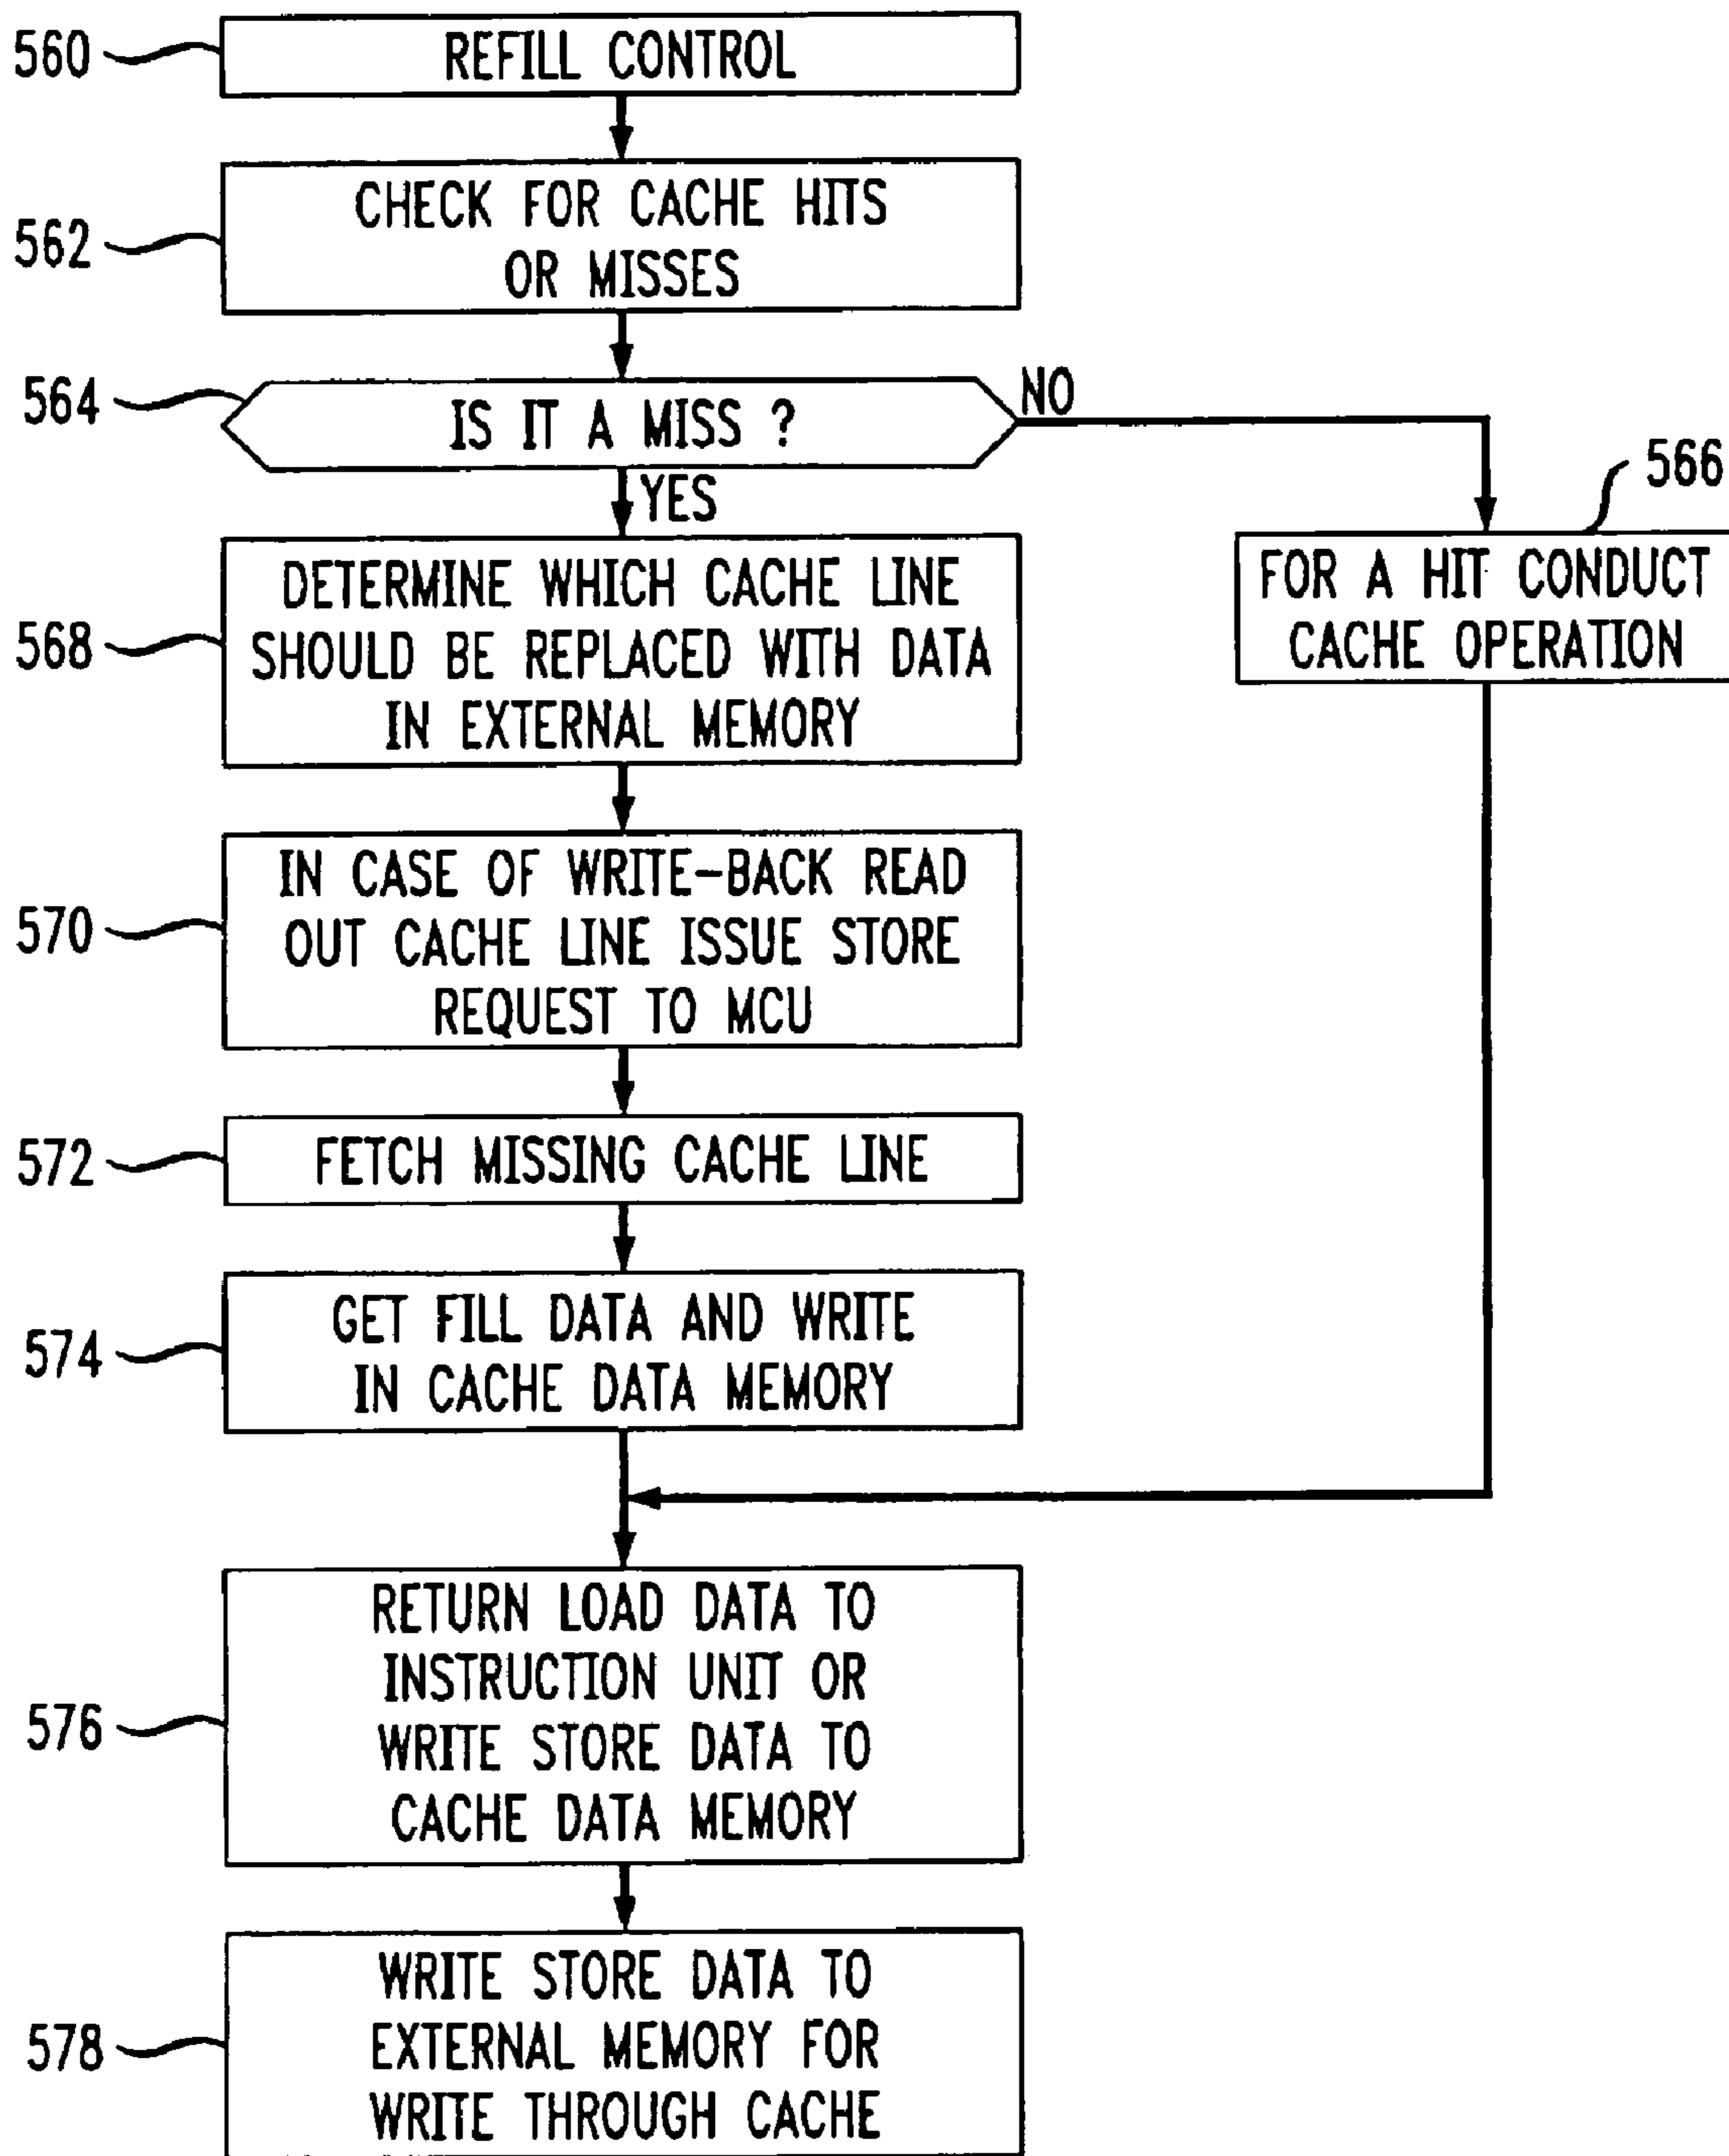 560
REFILL CONTROL
562
CHECK FOR CACHE HITS
OR MISSES
564
IS IT A MISS ?
NO
YES
566
FOR A HIT CONDUCT
CACHE OPERATION
568
DETERMINE WHICH CACHE LINE
SHOULD BE REPLACED WITH DATA
IN EXTERNAL MEMORY
570
IN CASE OF WRITE-BACK READ
OUT CACHE LINE ISSUE STORE
REQUEST TO MCU
572
FETCH MISSING CACHE LINE
574
GET FILL DATA AND WRITE
IN CACHE DATA MEMORY
576
RETURN LOAD DATA TO
INSTRUCTION UNIT OR
WRITE STORE DATA TO
CACHE DATA MEMORY
578
WRITE STORE DATA TO
EXTERNAL MEMORY FOR
WRITE THROUGH CACHE